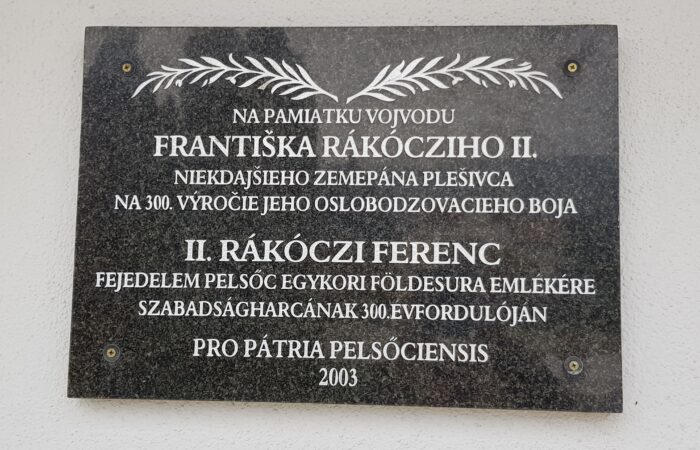 NA PAMIATKU VOJVODU
FRANTIŠKA RÁKÓCZIHO II.
NIEKDAJŠIEHO ZEMEPÁNA PLEŠIVCA
NA 300. VÝROČIE JEHO OSLOBODZOVACIEHO BOJA
II. RÁKÓCZI FERENC
FEJEDELEM PELSŐC EGYKORI FÖLDESURA EMLÉKÉRE
SZABADSÁGHARCÁNAK 300.EVFORDULÓJÁN
PRO PÁTRIA PELSŐCIENSIS
2003